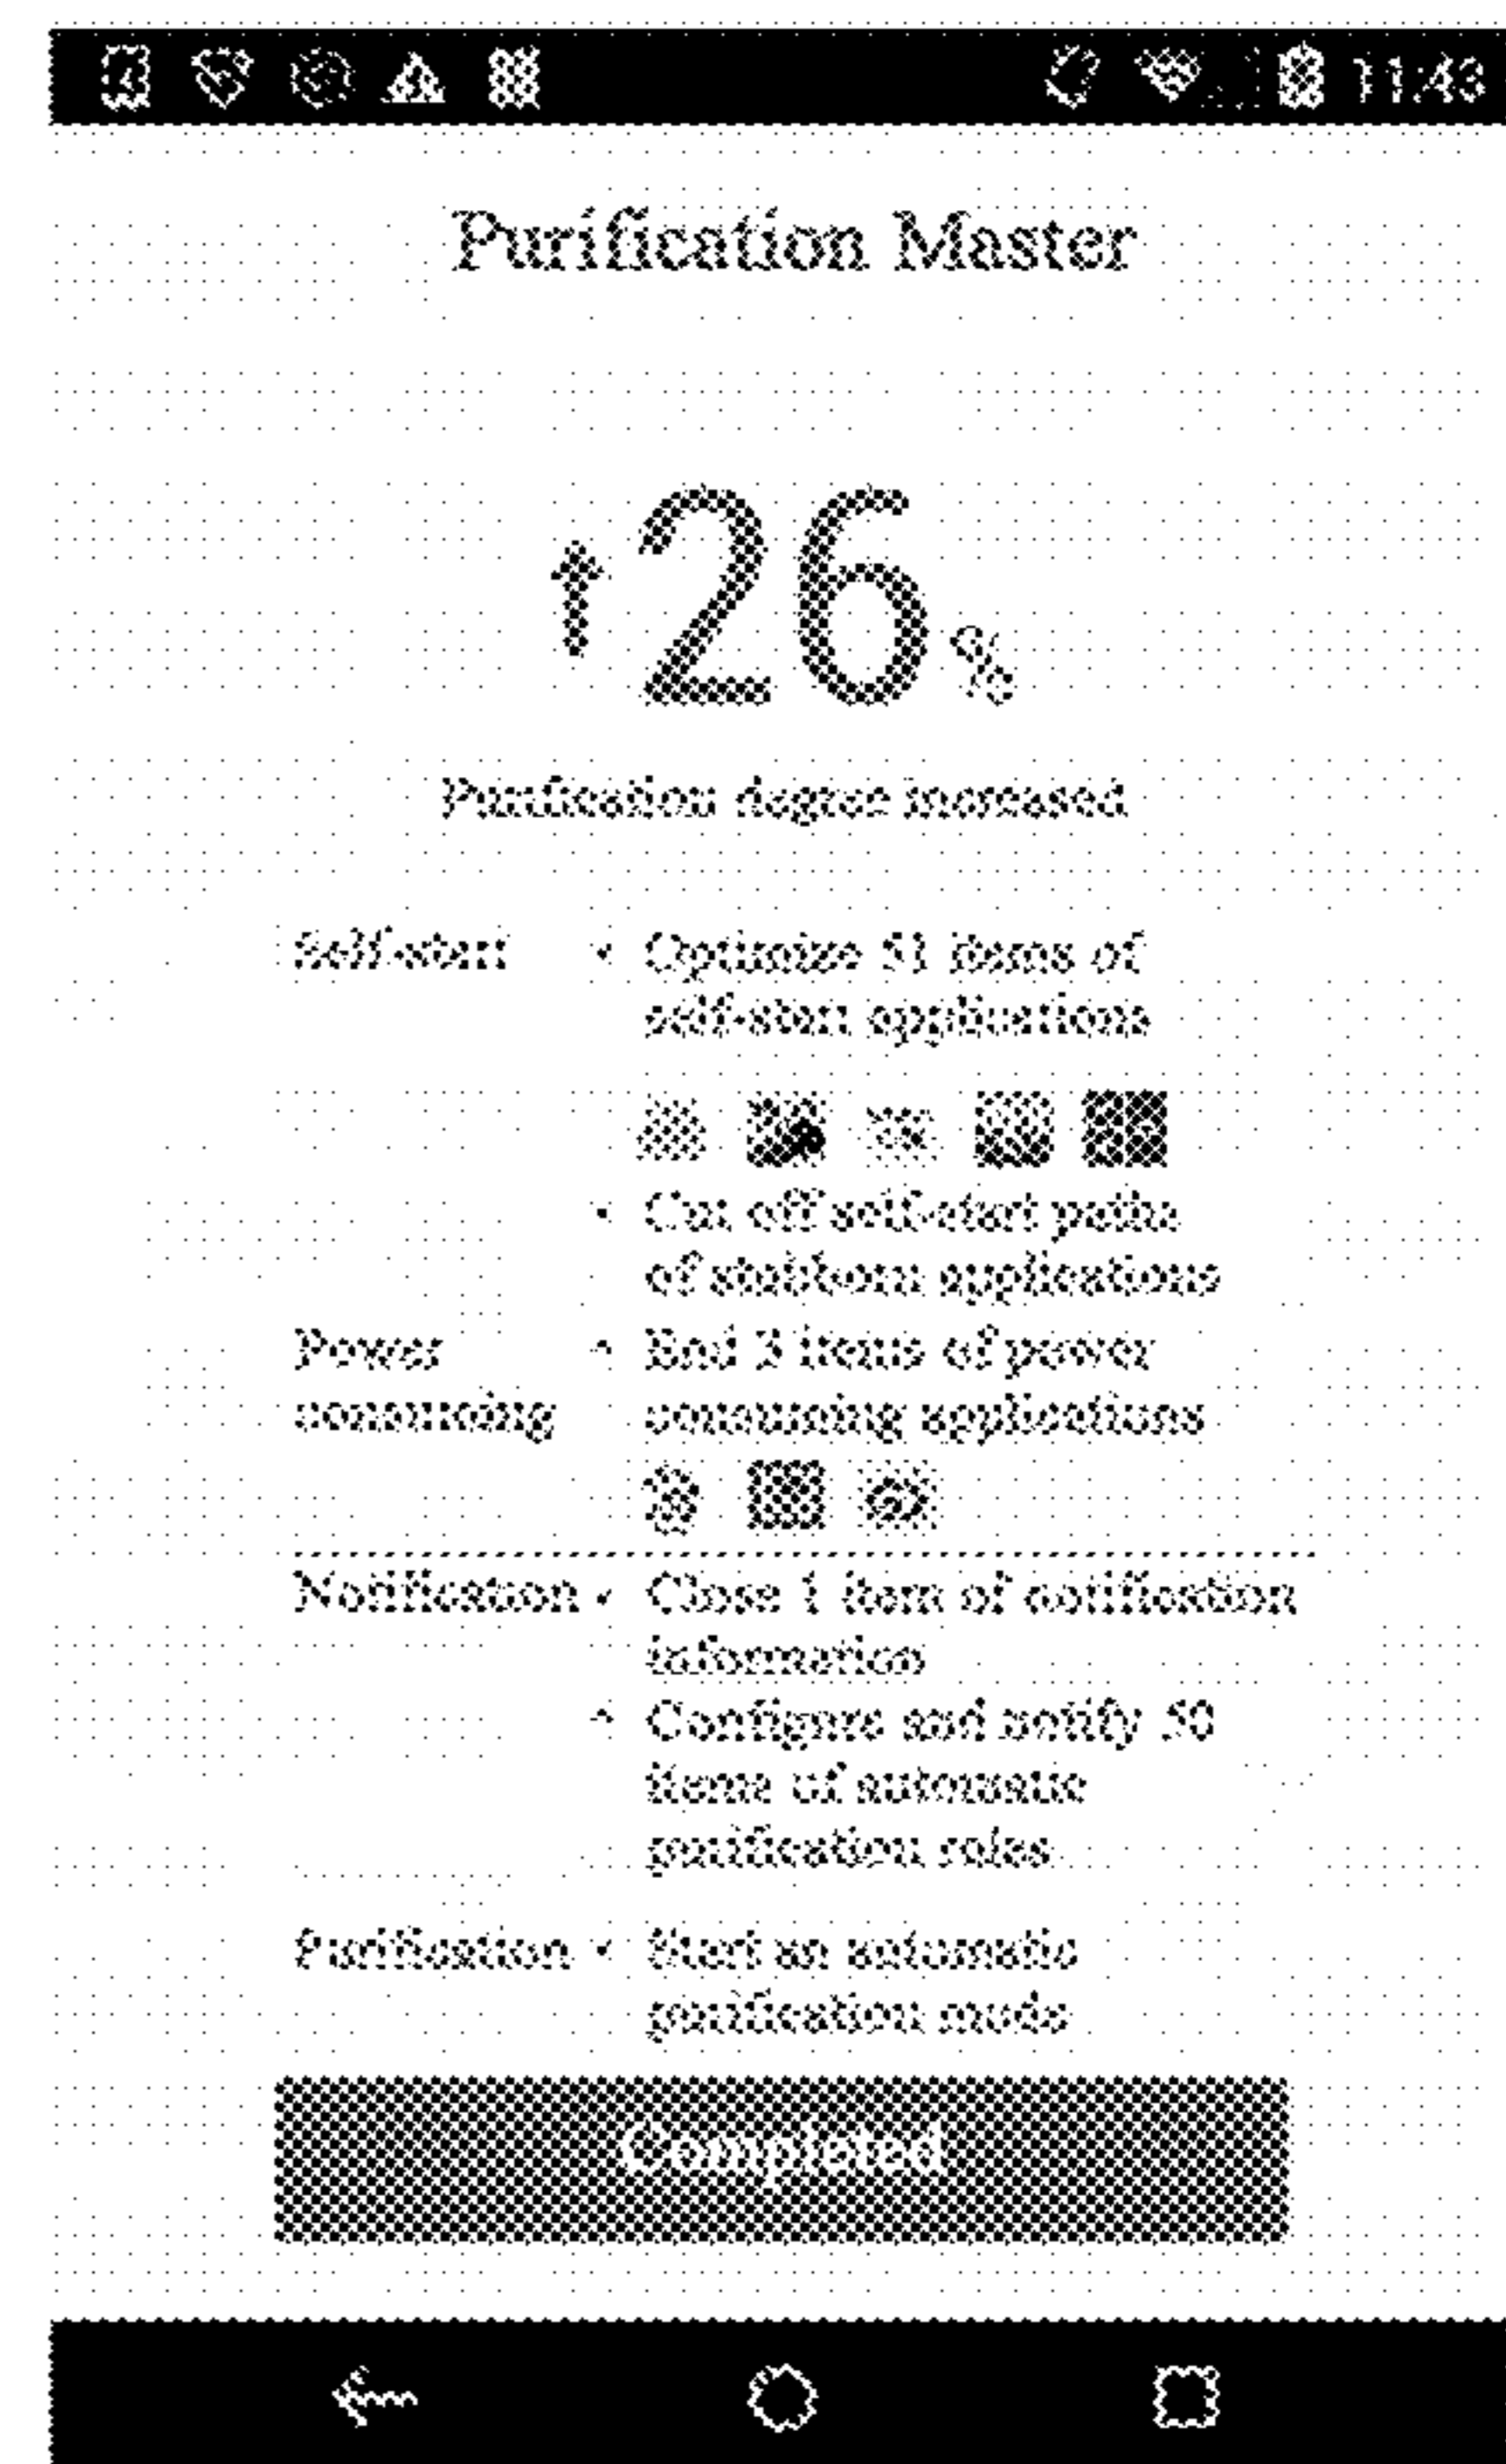 11:43
Purification Master
↑26%
Purification degree increased
Self-start Optimize 51 items of
self-start applications
Cut off self-start paths
of stubborn applications
Power End 3 items of power
consuming consuming applications
Notification Close 1 item of notification
information
Configure and notify 50
items of automatic
purification rules
Purification Start an automatic
purification mode
Completed